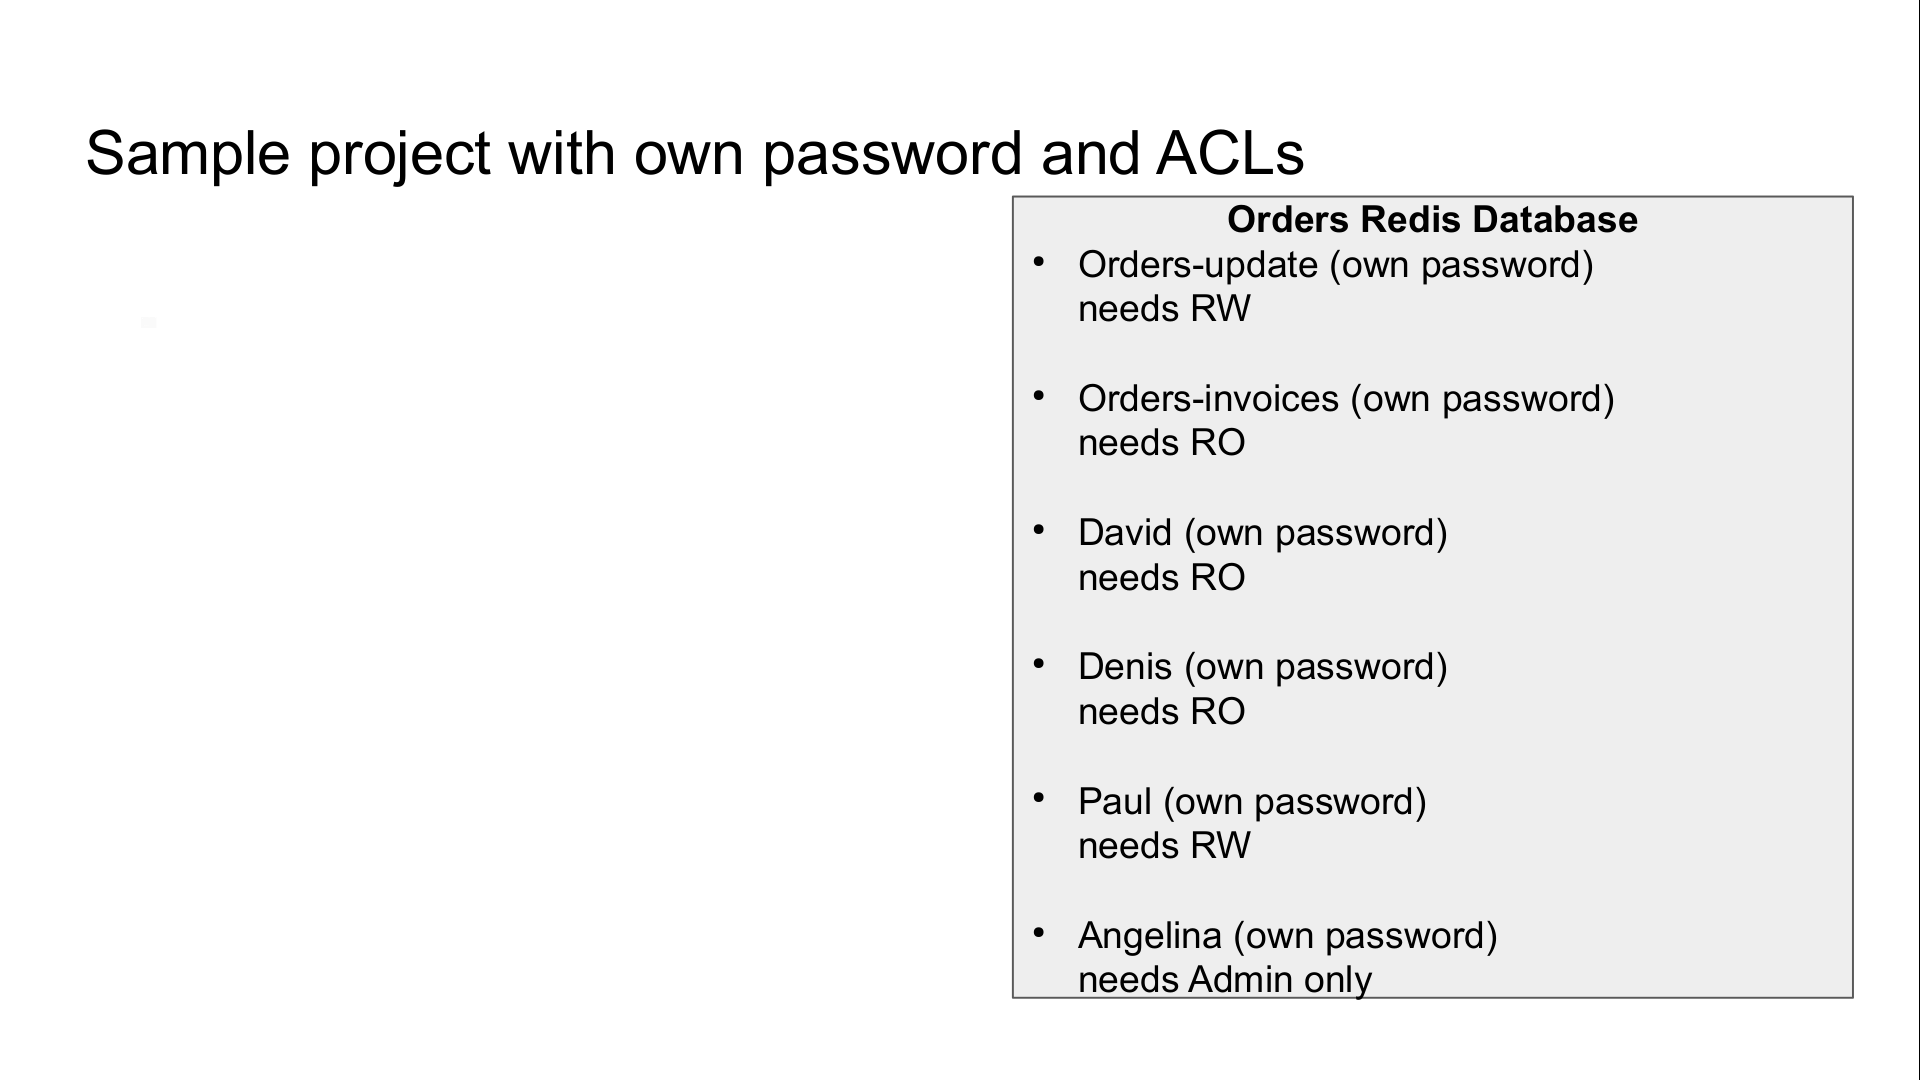 Sample project with own password and ACLs
Orders Redis Database
• Orders-update (own password)
needs RW
• Orders-invoices (own password)
needs RO
• David (own password)
needs RO
• Denis (own password)
needs RO
• Paul (own password)
needs RW
• Angelina (own password)
needs Admin only